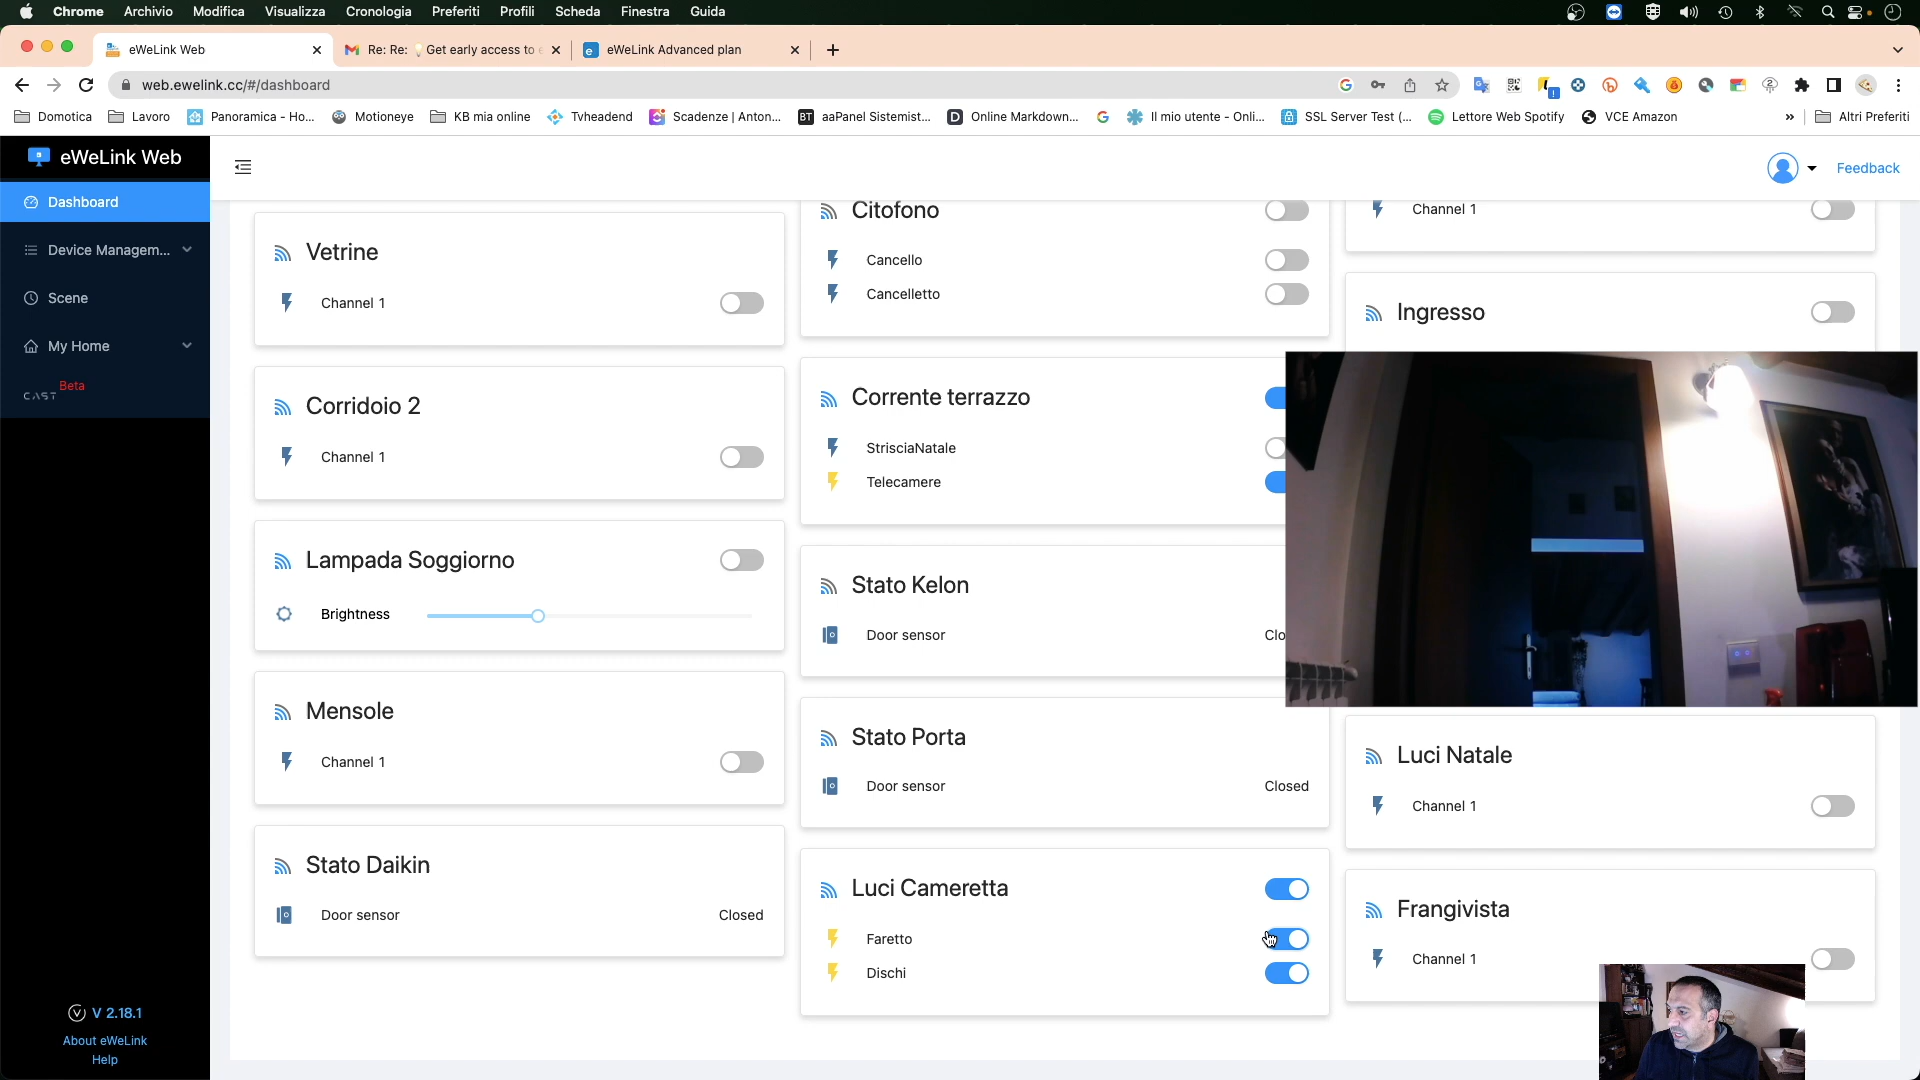 Chrome Archivio Modifica Visualizza Cronologia Preferiti Profili Scheda Finestra Guida
eWeLink Web
Re: Re: 💡Get early access to e
eWeLink Advanced plan
web.ewelink.cc/#/dashboard
Domotica
Lavoro
Panoramica - Ho...
Motioneye
KB mia online
Tvheadend
Scadenze | Anton...
aaPanel Sistemist...
Online Markdown...
Il mio utente - Onli...
SSL Server Test (...
Lettore Web Spotify
VCE Amazon
»
Altri Preferiti
eWeLink Web
Feedback
Dashboard
Device Managem...
Scene
My Home
CAST Beta
V 2.18.1
About eWeLink
Help
Vetrine
Channel 1
Corridoio 2
Channel 1
Lampada Soggiorno
Brightness
Mensole
Channel 1
Stato Daikin
Door sensor Closed
Citofono
Cancello
Cancelletto
Corrente terrazzo
StrisciaNatale
Telecamere
Stato Kelon
Door sensor Clo
Stato Porta
Door sensor Closed
Luci Cameretta
Faretto
Dischi
Channel 1
Ingresso
Luci Natale
Channel 1
Frangivista
Channel 1